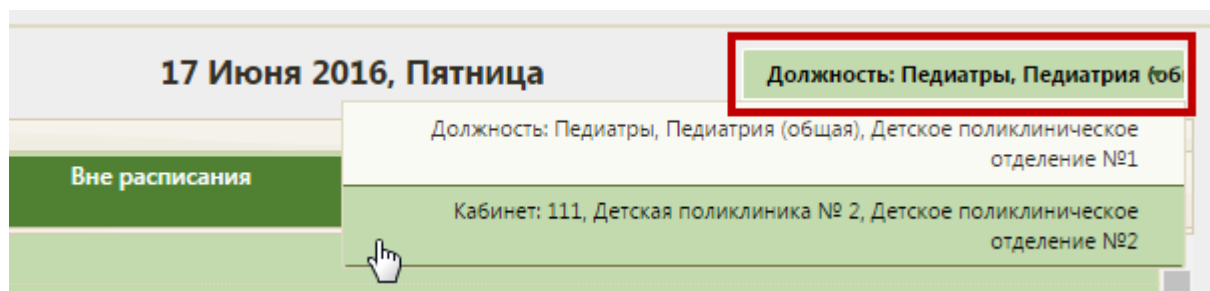 17 Июня 2016, Пятница
Должность: Педиатры, Педиатрия (об
Должность: Педиатры, Педиатрия (общая), Детское поликлиническое
отделение №1
Вне расписания
Кабинет: 111, Детская поликлиника № 2, Детское поликлиническое
отделение №2